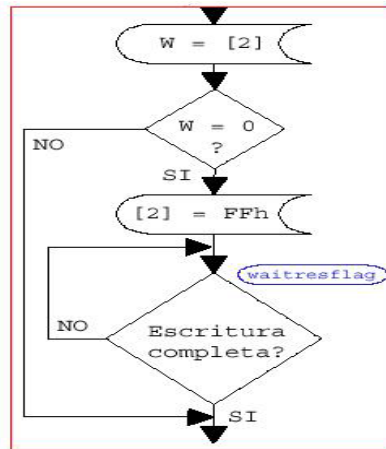 W = [2]
W = 0
?
NO
SI
[2] = FFh
waitresflag
Escritura
completa?
NO
SI